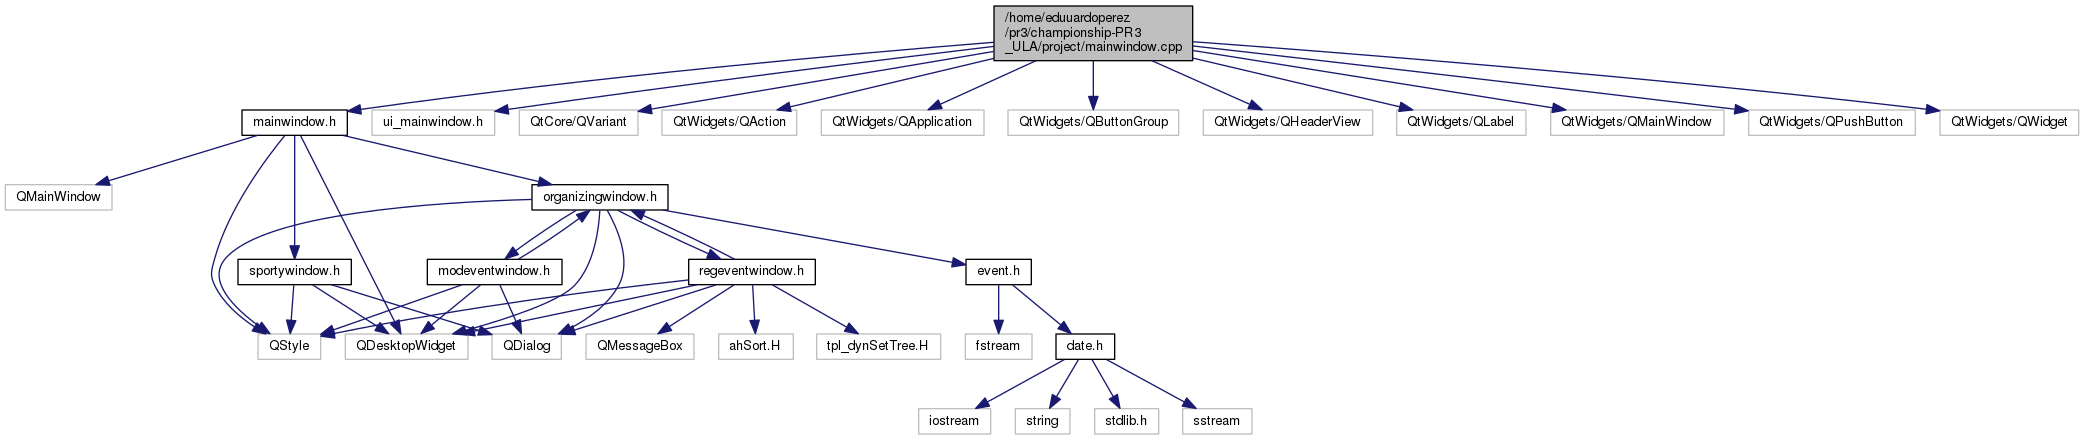 /home/eduuardoperez
/pr3/championship-PR3
_ULA/project/mainwindow.cpp
mainwindow.h
ui_mainwindow.h
QtCore/QVariant
QtWidgets/QAction
QtWidgets/QApplication
QtWidgets/QButtonGroup
QtWidgets/QHeaderView
QtWidgets/QLabel
QtWidgets/QMainWindow
QtWidgets/QPushButton
QtWidgets/QWidget
QMainWindow
organizingwindow.h
sportywindow.h
modeventwindow.h
regeventwindow.h
event.h
QStyle
QDesktopWidget
QDialog
QMessageBox
ahSort.H
tpl_dynSetTree.H
fstream
date.h
iostream
string
stdlib.h
sstream